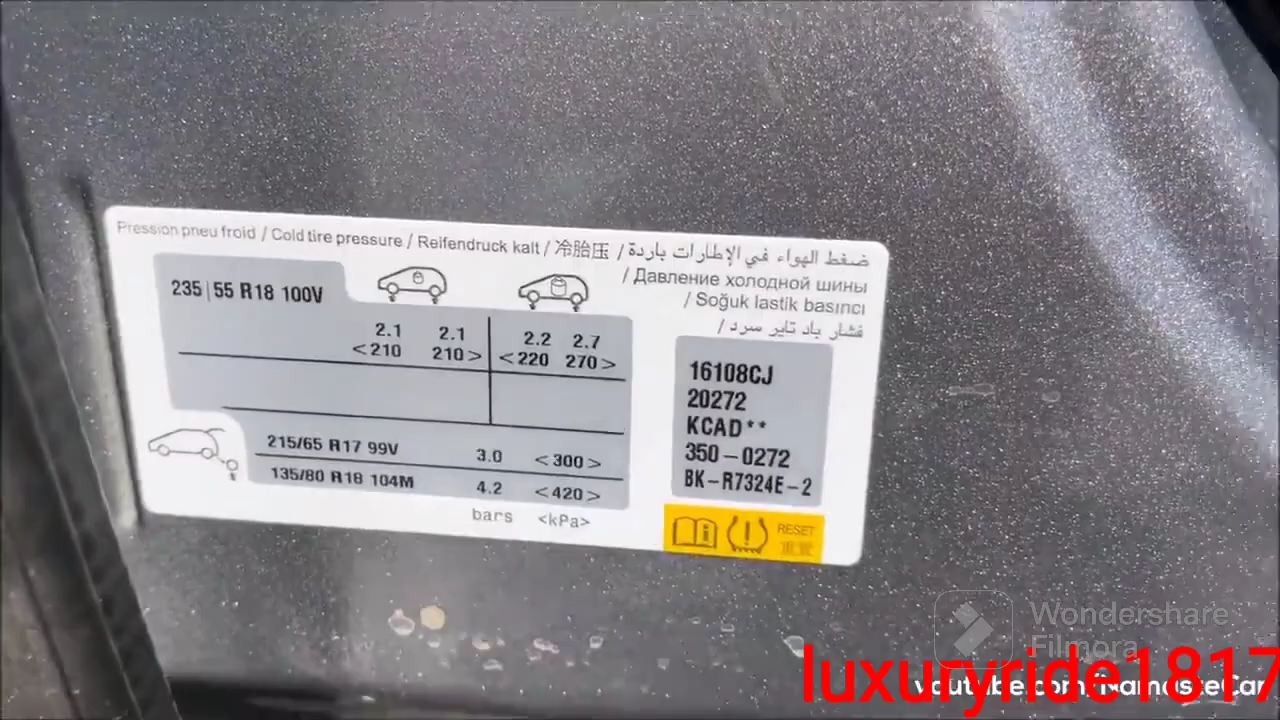 Pression pneu froid / Cold tire pressure / Reifendruck kalt / 冷胎压 / ضغط الهواء في الإطارات باردة
/ Давление холодной шины
/ Soğuk lastik basıncı
/ فشار باد تایر سرد
235|55 R18 100V
2.1 2.1 2.2 2.7
<210 210> <220 270>
215/65 R17 99V 3.0 <300>
135/80 R18 104M 4.2 <420>
bars <kPa>
16108CJ
20272
KCAD**
350-0272
BK-R7324E-2
RESET
重置
Wondershare
Filmora
luxuryride1817
youtube.com/NamasteCar